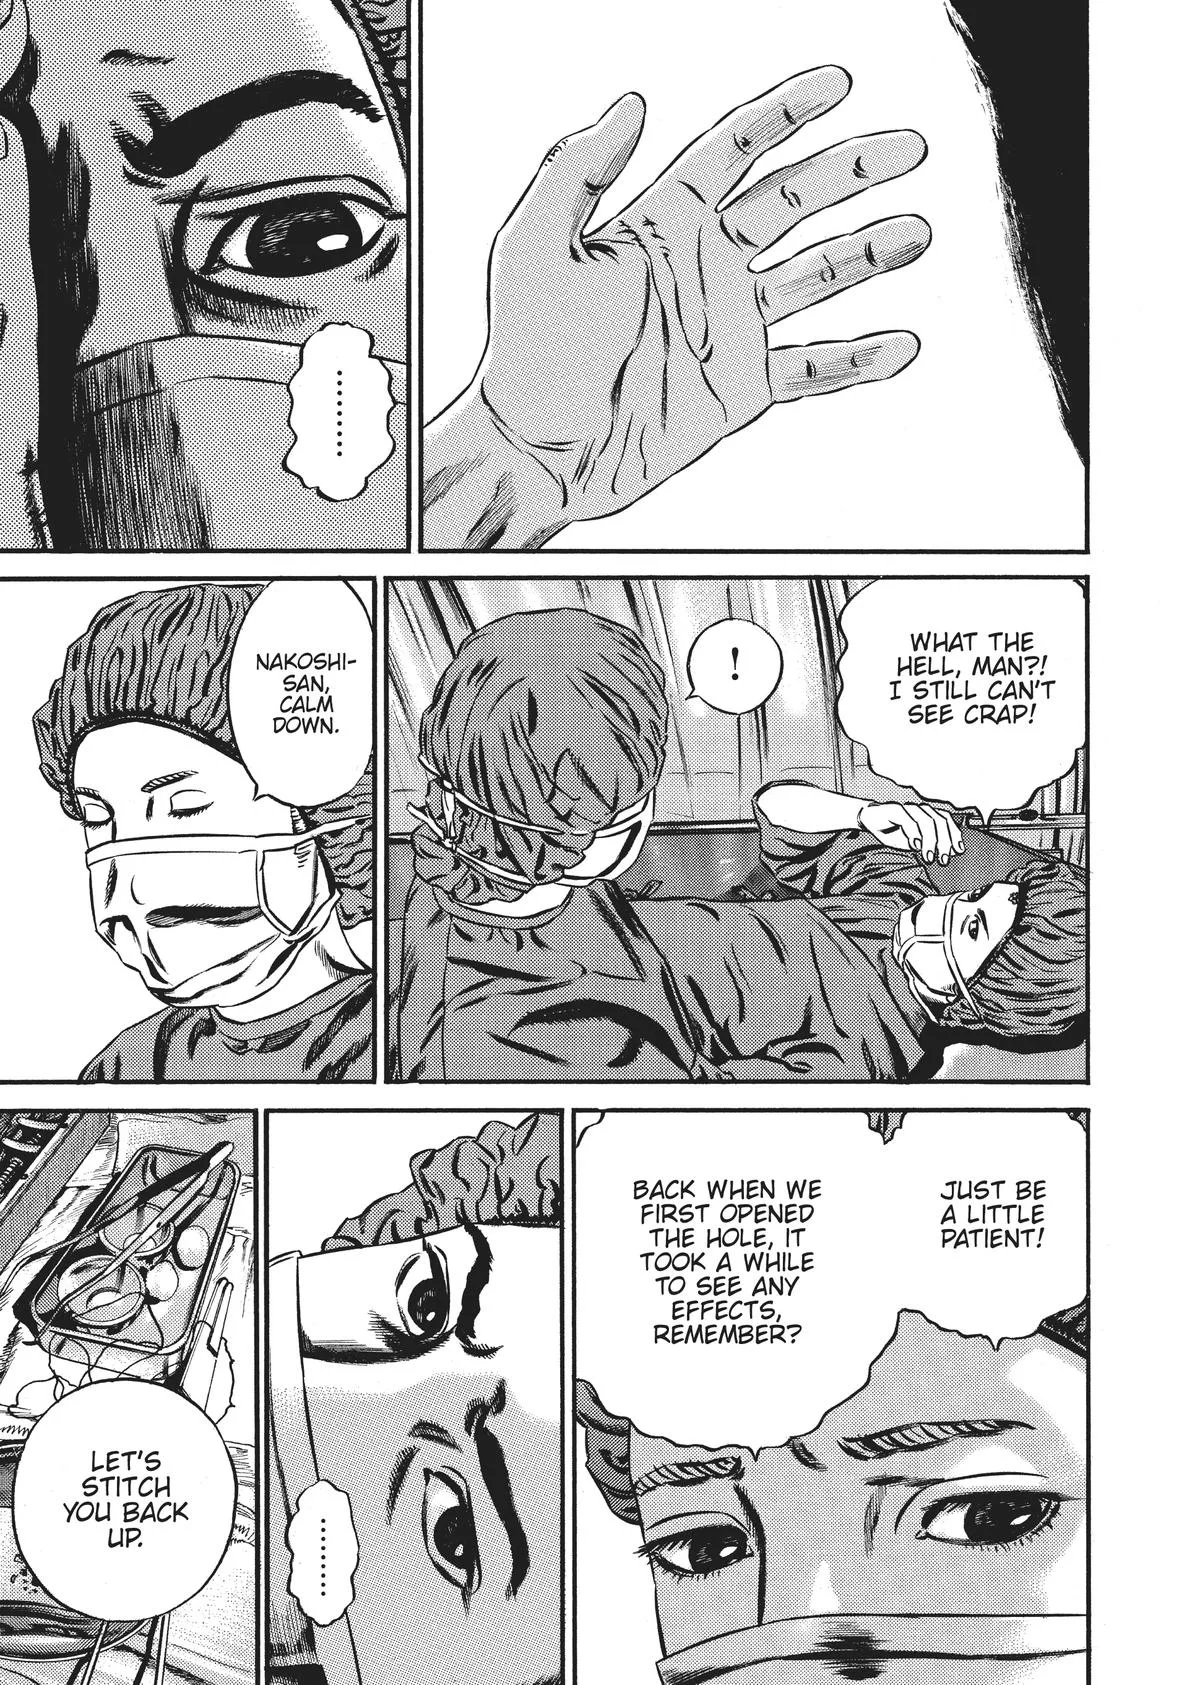 .........
WHAT THE
HELL, MAN?!
I STILL CAN'T
SEE CRAP!
!
NAKOSHI-
SAN,
CALM
DOWN.
JUST BE
A LITTLE
PATIENT!
BACK WHEN WE
FIRST OPENED
THE HOLE, IT
TOOK A WHILE
TO SEE ANY
EFFECTS,
REMEMBER?
.........
LET'S
STITCH
YOU BACK
UP.